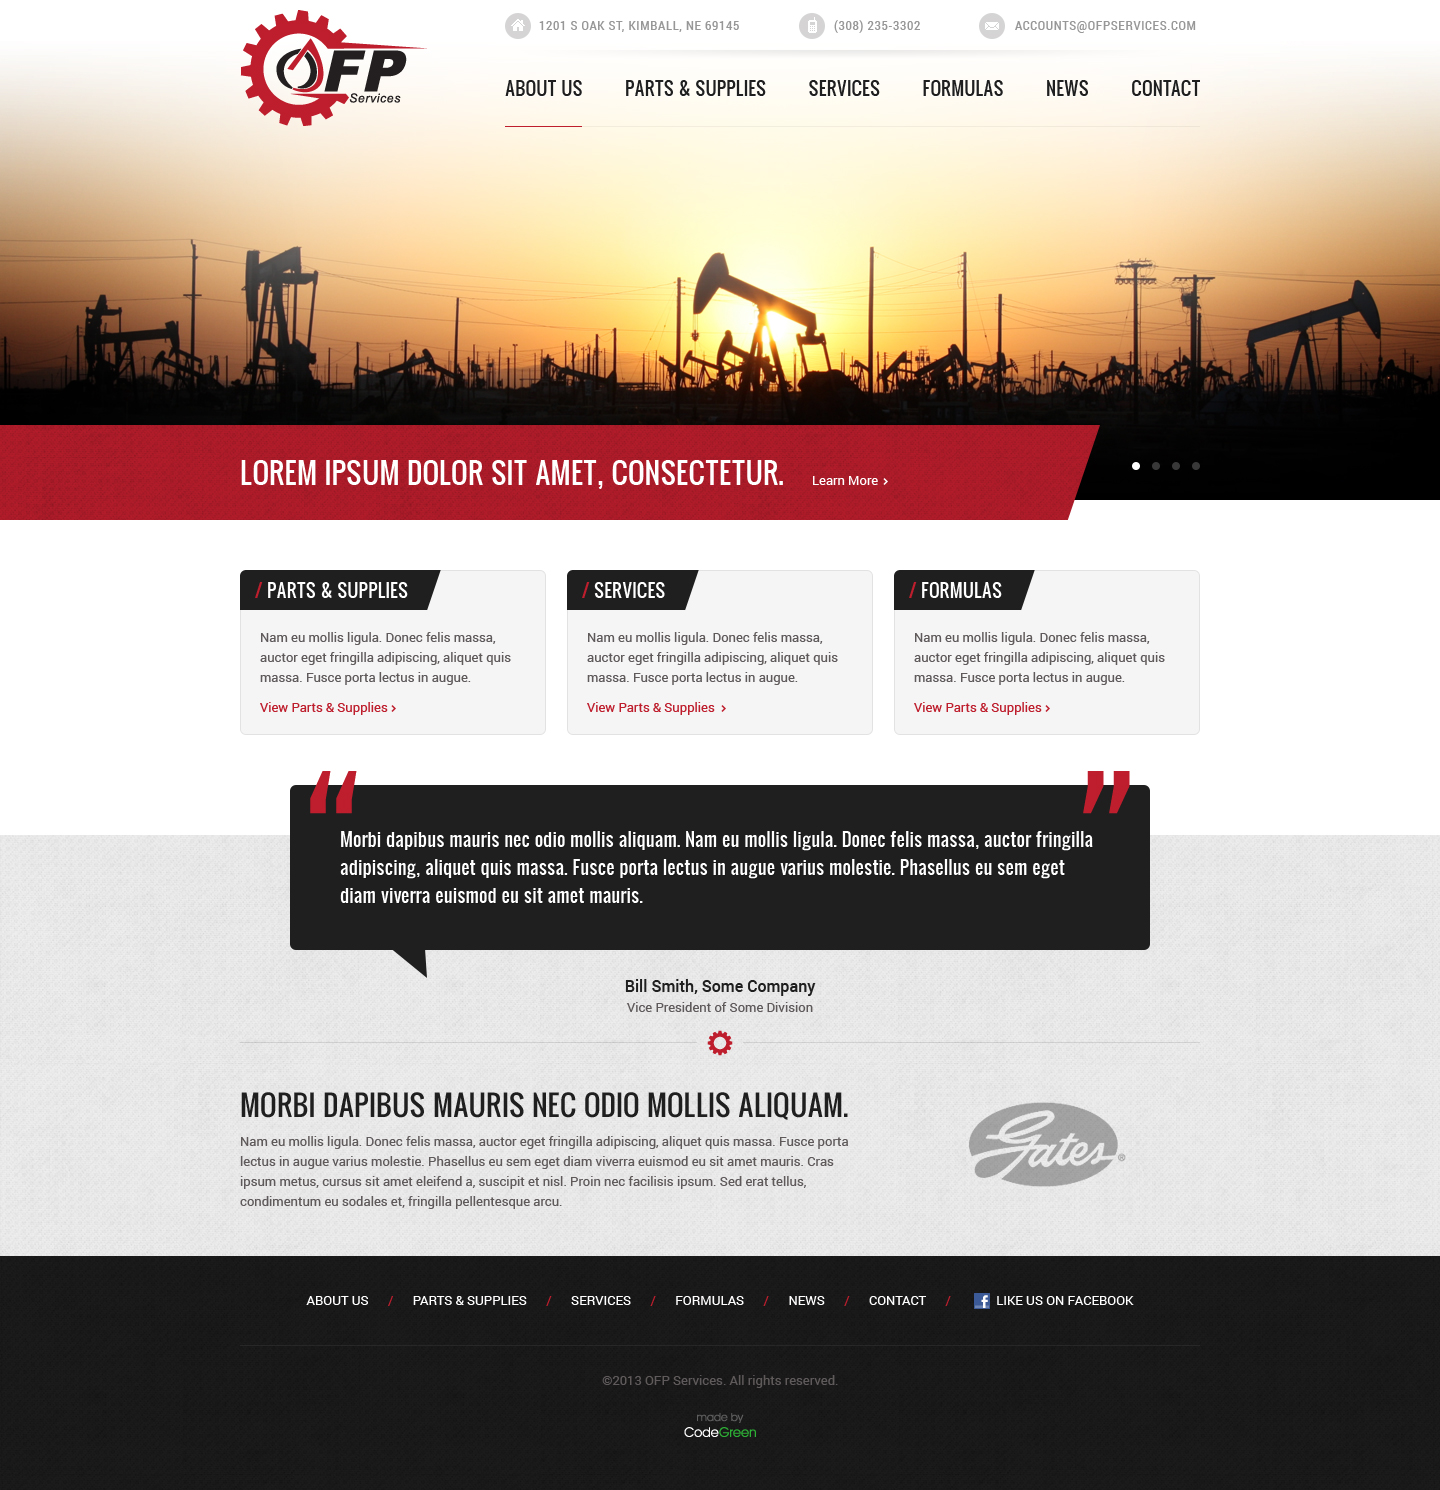 OFP
Services
1201 S OAK ST, KIMBALL, NE 69145
(308) 235-3302
ACCOUNTS@OFPSERVICES.COM
ABOUT US PARTS & SUPPLIES SERVICES FORMULAS NEWS CONTACT
LOREM IPSUM DOLOR SIT AMET, CONSECTETUR.
Learn More ›
/ PARTS & SUPPLIES
Nam eu mollis ligula. Donec felis massa,
auctor eget fringilla adipiscing, aliquet quis
massa. Fusce porta lectus in augue.
View Parts & Supplies ›
/ SERVICES
Nam eu mollis ligula. Donec felis massa,
auctor eget fringilla adipiscing, aliquet quis
massa. Fusce porta lectus in augue.
View Parts & Supplies ›
/ FORMULAS
Nam eu mollis ligula. Donec felis massa,
auctor eget fringilla adipiscing, aliquet quis
massa. Fusce porta lectus in augue.
View Parts & Supplies ›
“ ”
Morbi dapibus mauris nec odio mollis aliquam. Nam eu mollis ligula. Donec felis massa, auctor fringilla
adipiscing, aliquet quis massa. Fusce porta lectus in augue varius molestie. Phasellus eu sem eget
diam viverra euismod eu sit amet mauris.
Bill Smith, Some Company
Vice President of Some Division
MORBI DAPIBUS MAURIS NEC ODIO MOLLIS ALIQUAM.
Nam eu mollis ligula. Donec felis massa, auctor eget fringilla adipiscing, aliquet quis massa. Fusce porta
lectus in augue varius molestie. Phasellus eu sem eget diam viverra euismod eu sit amet mauris. Cras
ipsum metus, cursus sit amet eleifend a, suscipit et nisl. Proin nec facilisis ipsum. Sed erat tellus,
condimentum eu sodales et, fringilla pellentesque arcu.
Gates®
ABOUT US / PARTS & SUPPLIES / SERVICES / FORMULAS / NEWS / CONTACT / f LIKE US ON FACEBOOK
©2013 OFP Services. All rights reserved.
made by
CodeGreen